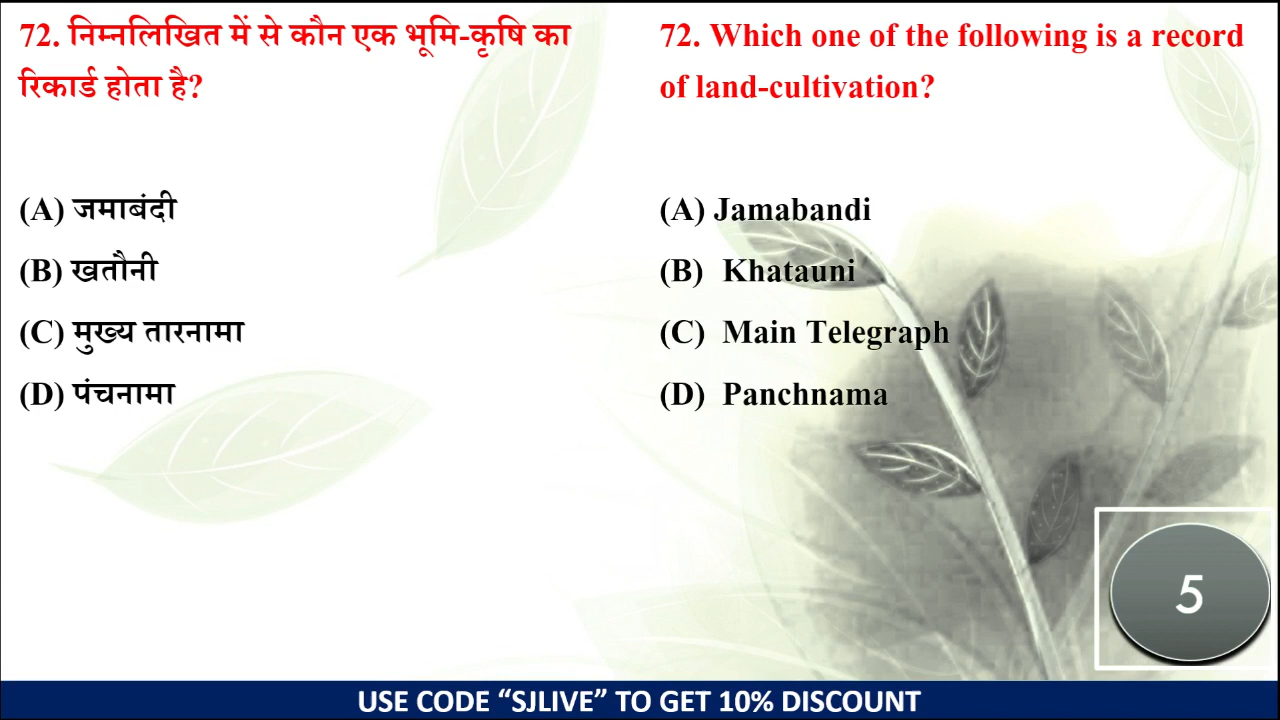 72. निम्नलिखित में से कौन एक भूमि-कृषि का
रिकार्ड होता है?
(A) जमाबंदी
(B) खतौनी
(C) मुख्य तारनामा
(D) पंचनामा
72. Which one of the following is a record
of land-cultivation?
(A) Jamabandi
(B) Khatauni
(C) Main Telegraph
(D) Panchnama
5
USE CODE “SJLIVE” TO GET 10% DISCOUNT